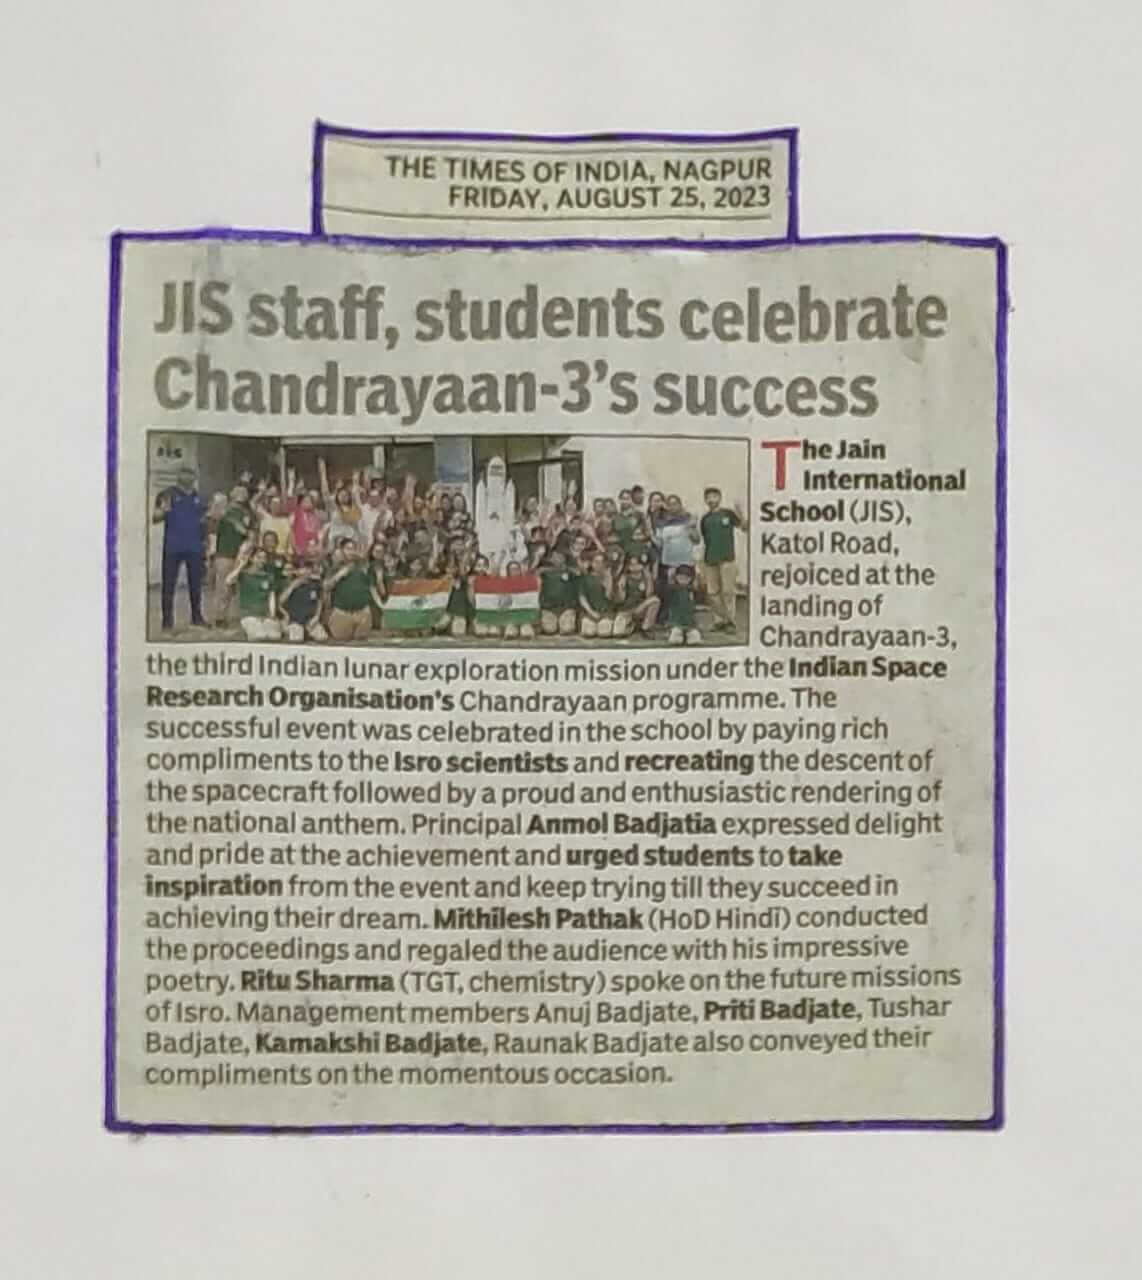 THE TIMES OF INDIA, NAGPUR
FRIDAY, AUGUST 25, 2023
JIS staff, students celebrate
Chandrayaan-3's success
The Jain
International
School (JIS),
Katol Road,
rejoiced at the
landing of
Chandrayaan-3,
the third Indian lunar exploration mission under the Indian Space
Research Organisation's Chandrayaan programme. The
successful event was celebrated in the school by paying rich
compliments to the Isro scientists and recreating the descent of
the spacecraft followed by a proud and enthusiastic rendering of
the national anthem. Principal Anmol Badjatia expressed delight
and pride at the achievement and urged students to take
inspiration from the event and keep trying till they succeed in
achieving their dream. Mithilesh Pathak (HoD Hindi) conducted
the proceedings and regaled the audience with his impressive
poetry. Ritu Sharma (TGT, chemistry) spoke on the future missions
of Isro. Management members Anuj Badjate, Priti Badjate, Tushar
Badjate, Kamakshi Badjate, Raunak Badjate also conveyed their
compliments on the momentous occasion.